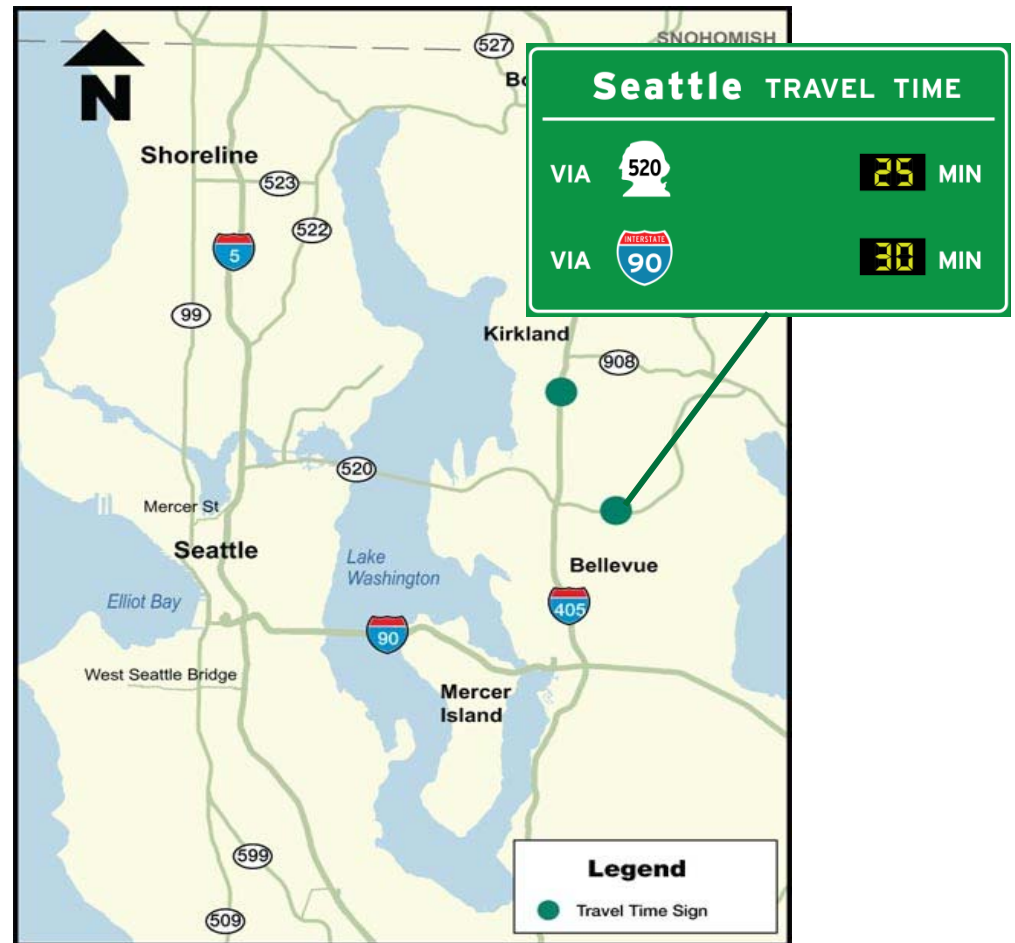 N
527
SNOHOMISH
Bo
Seattle TRAVEL TIME
VIA 520 25 MIN
VIA INTERSTATE 90 30 MIN
Shoreline
523
522
5
99
Kirkland
908
520
Mercer St
Seattle
Lake
Washington
Bellevue
Elliot Bay
405
90
West Seattle Bridge
Mercer
Island
599
509
Legend
Travel Time Sign